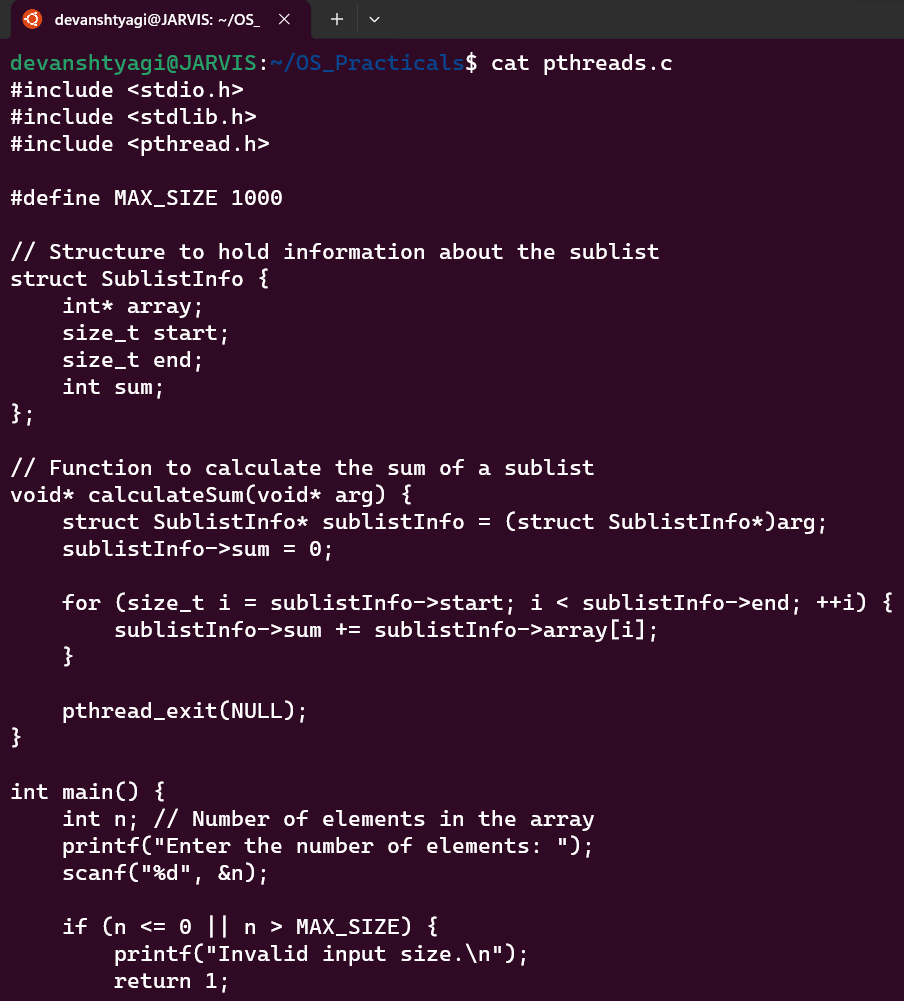 devanshtyagi@JARVIS: ~/OS_
devanshtyagi@JARVIS:~/OS_Practicals$ cat pthreads.c
#include <stdio.h>
#include <stdlib.h>
#include <pthread.h>

#define MAX_SIZE 1000

// Structure to hold information about the sublist
struct SublistInfo {
    int* array;
    size_t start;
    size_t end;
    int sum;
};

// Function to calculate the sum of a sublist
void* calculateSum(void* arg) {
    struct SublistInfo* sublistInfo = (struct SublistInfo*)arg;
    sublistInfo->sum = 0;

    for (size_t i = sublistInfo->start; i < sublistInfo->end; ++i) {
        sublistInfo->sum += sublistInfo->array[i];
    }

    pthread_exit(NULL);
}

int main() {
    int n; // Number of elements in the array
    printf("Enter the number of elements: ");
    scanf("%d", &n);

    if (n <= 0 || n > MAX_SIZE) {
        printf("Invalid input size.\n");
        return 1;